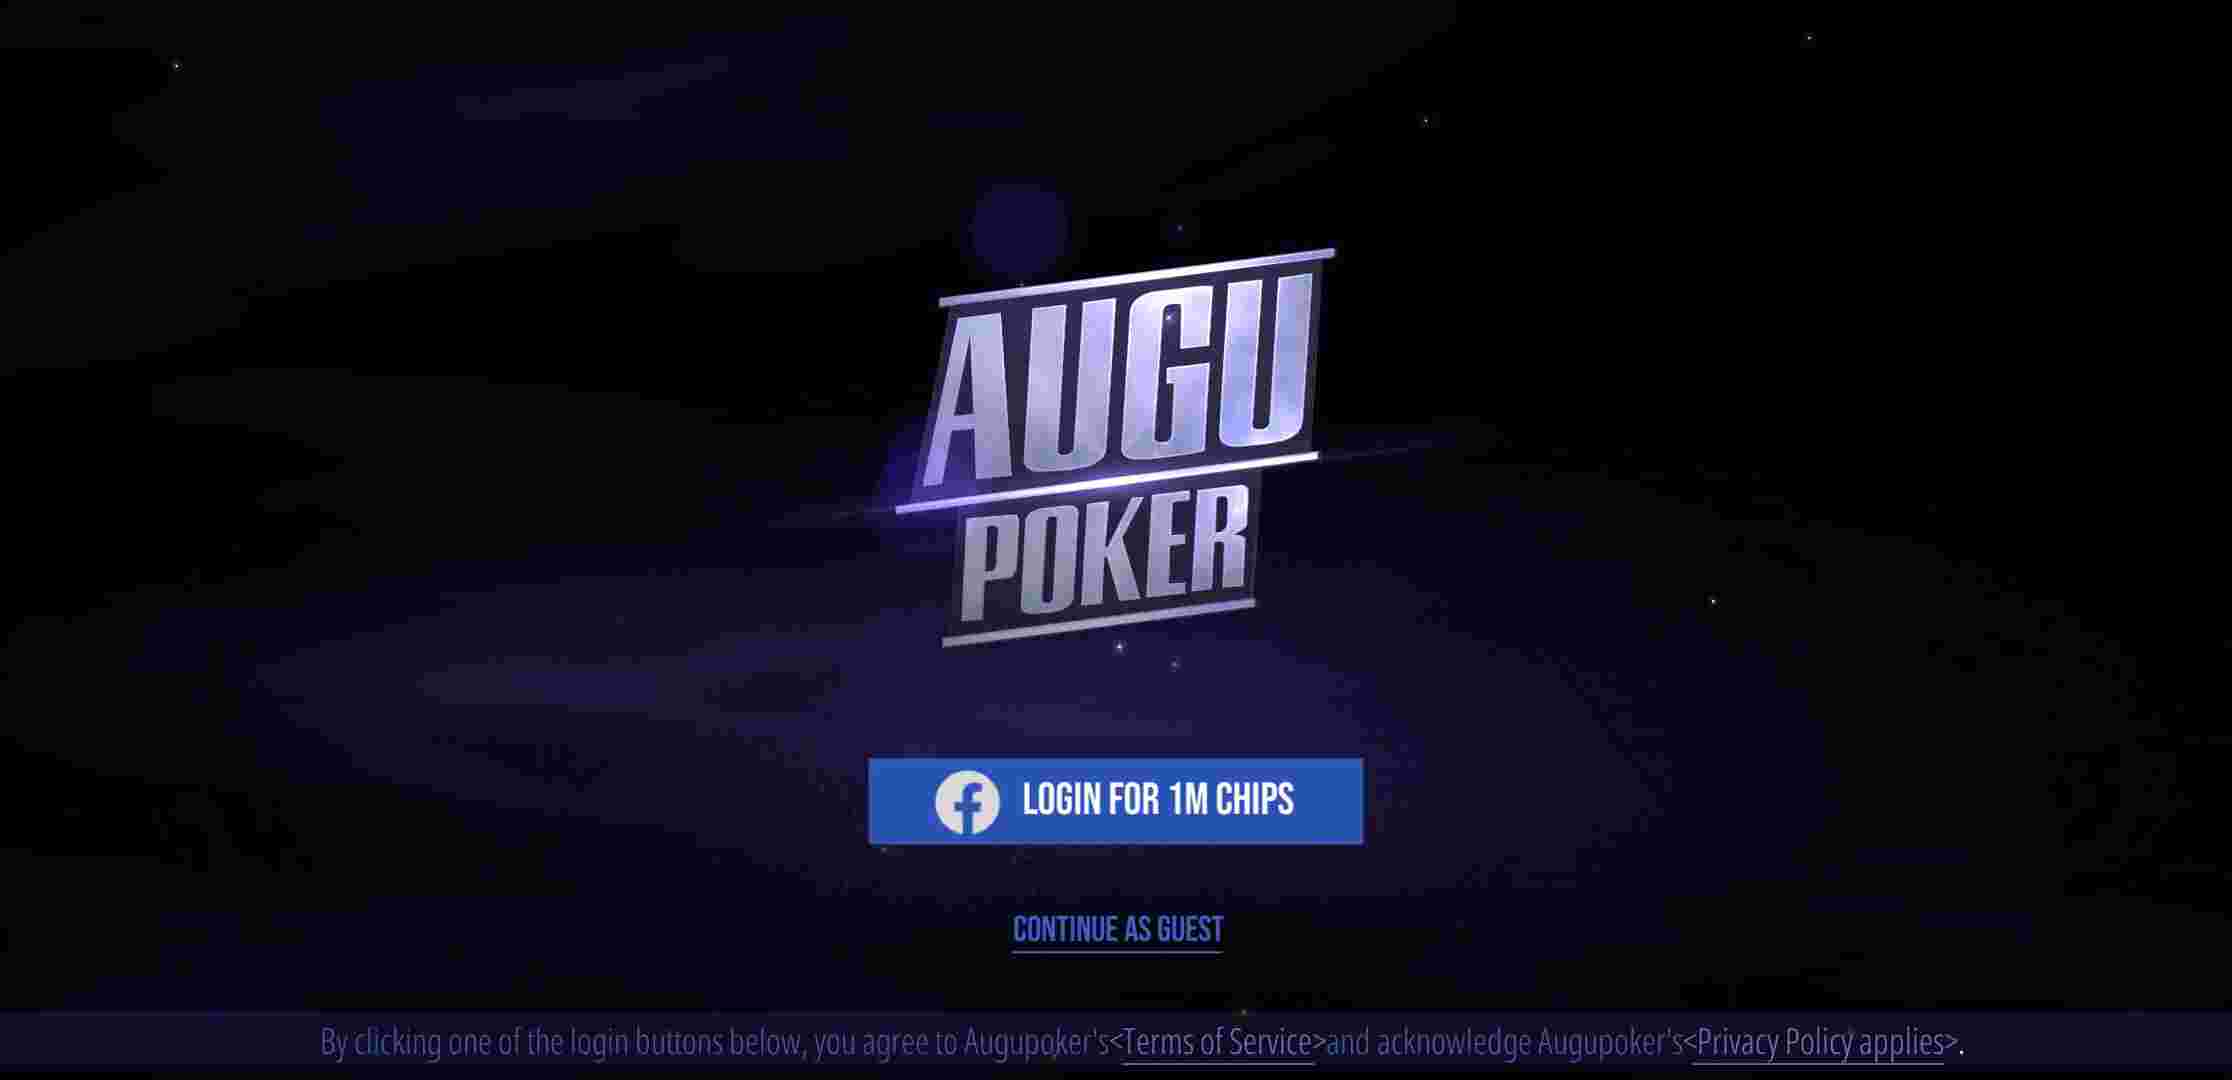 AUGU
POKER
LOGIN FOR 1M CHIPS
CONTINUE AS GUEST
By clicking one of the login buttons below, you agree to Augupoker's<Terms of Service>and acknowledge Augupoker's<Privacy Policy applies>.